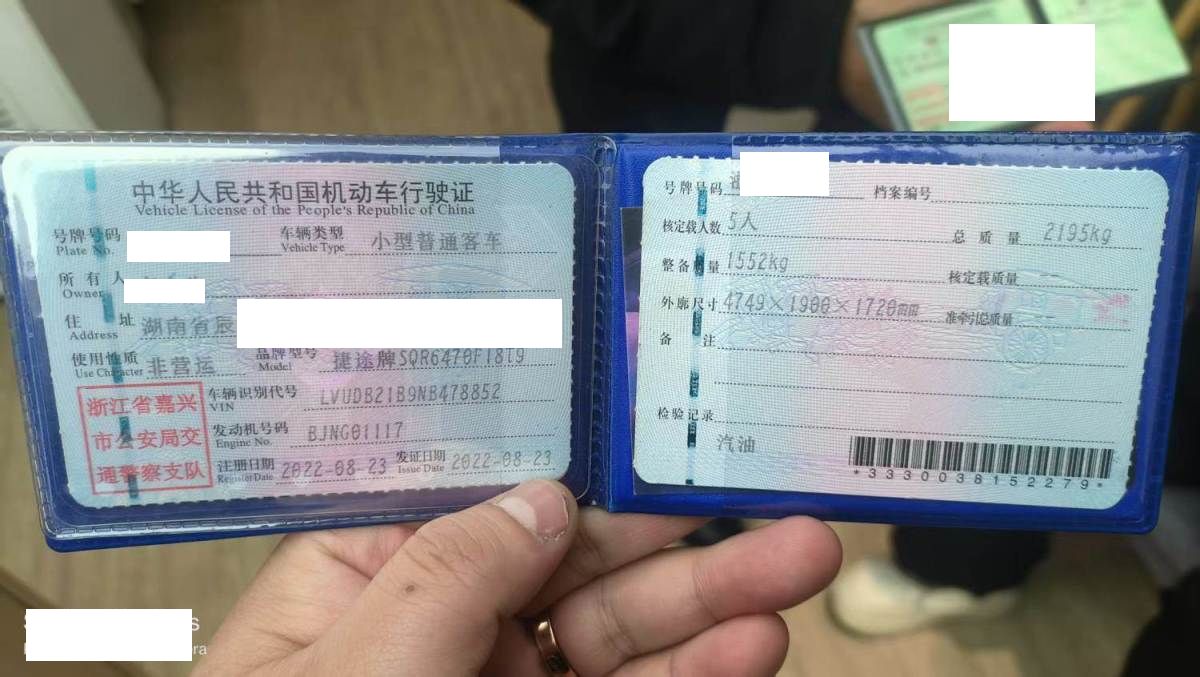 中华人民共和国机动车行驶证
Vehicle License of the People's Republic of China
号牌号码
Plate No.
车辆类型 小型普通客车
Vehicle Type
所有人
Owner
住址 湖南省辰
Address
使用性质 非营运
Use Character
品牌型号 捷途牌SQR6470F18T9
Model
浙江省嘉兴
市公安局交
通警察支队
车辆识别代号 LVUDB21B9NB478852
VIN
发动机号码 BJNG01117
Engine No.
注册日期 2022-08-23
Register Date
发证日期 2022-08-23
Issue Date
号牌号码
档案编号
核定载人数 5人
总质量 2195kg
整备质量 1552kg
核定载质量 --
外廓尺寸 4749×1900×1720mm
准牵引总质量 --
备注
检验记录
汽油
*3330038152279*